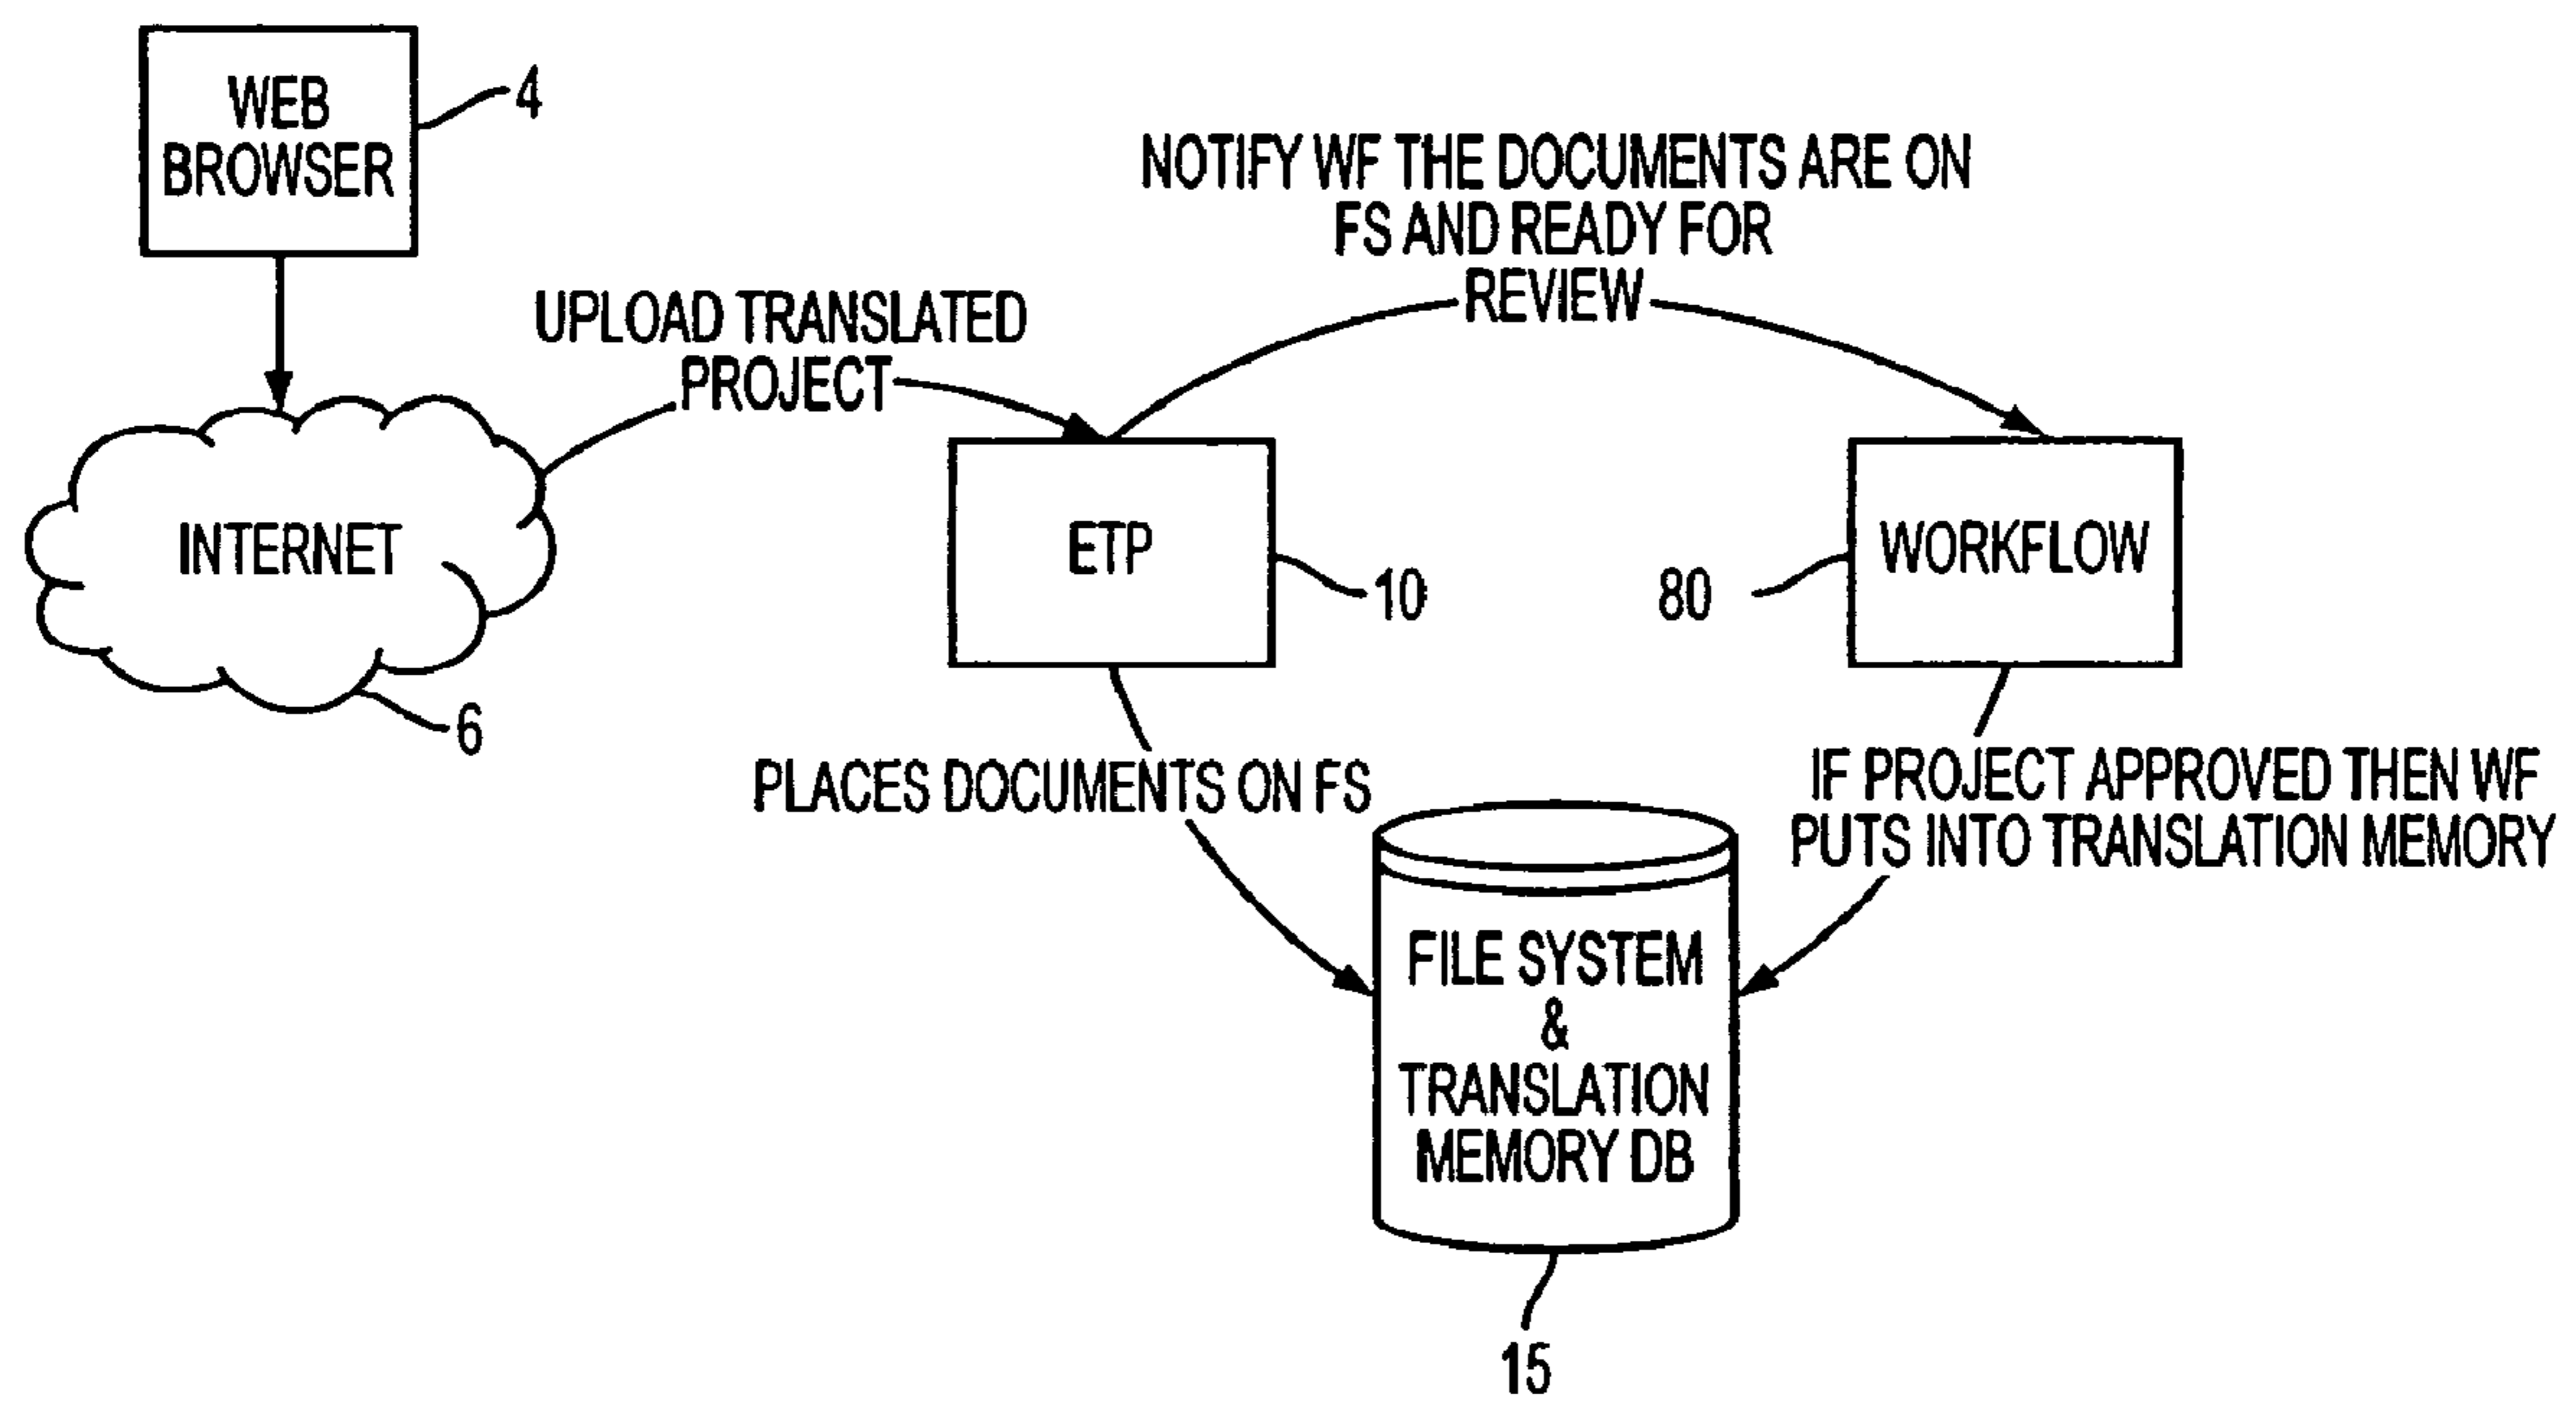 WEB
BROWSER
4
NOTIFY WF THE DOCUMENTS ARE ON
FS AND READY FOR
REVIEW
UPLOAD TRANSLATED
PROJECT
INTERNET
6
ETP
10
WORKFLOW
80
PLACES DOCUMENTS ON FS
IF PROJECT APPROVED THEN WF
PUTS INTO TRANSLATION MEMORY
FILE SYSTEM
&
TRANSLATION
MEMORY DB
15